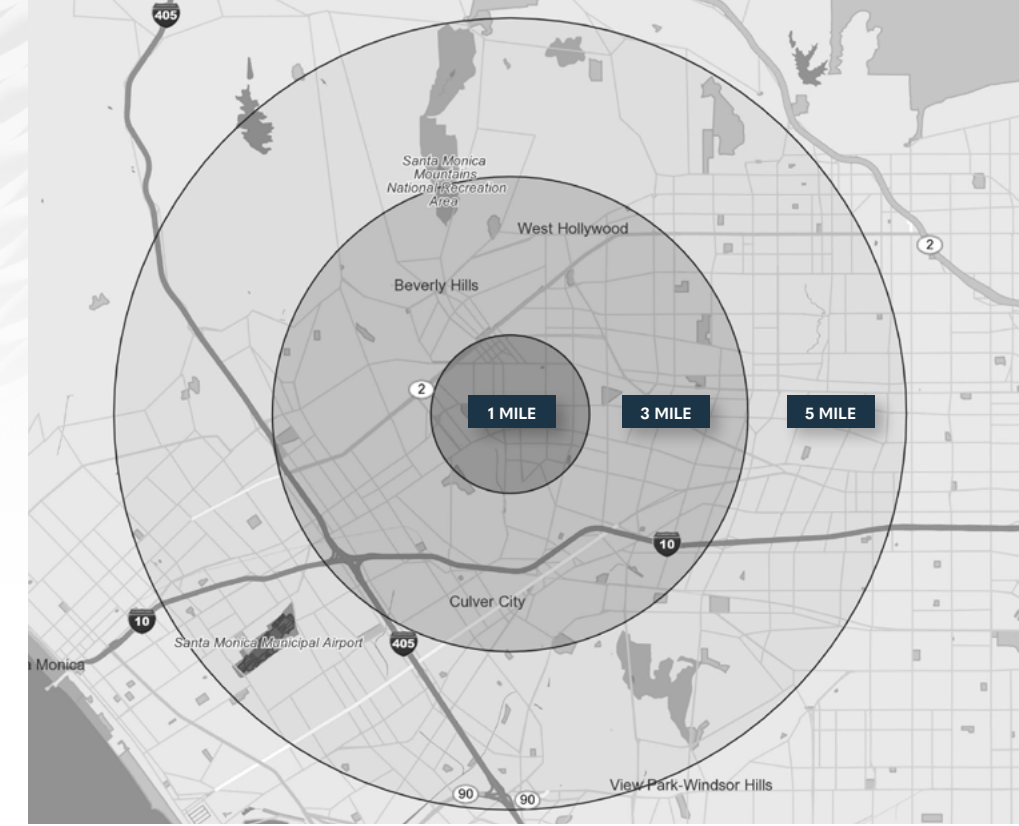 405
Santa Monica
Mountains
National Recreation
Area
West Hollywood
2
Beverly Hills
2
1 MILE
3 MILE
5 MILE
10
Culver City
10
Santa Monica Municipal Airport
405
a Monica
View Park-Windsor Hills
90
90